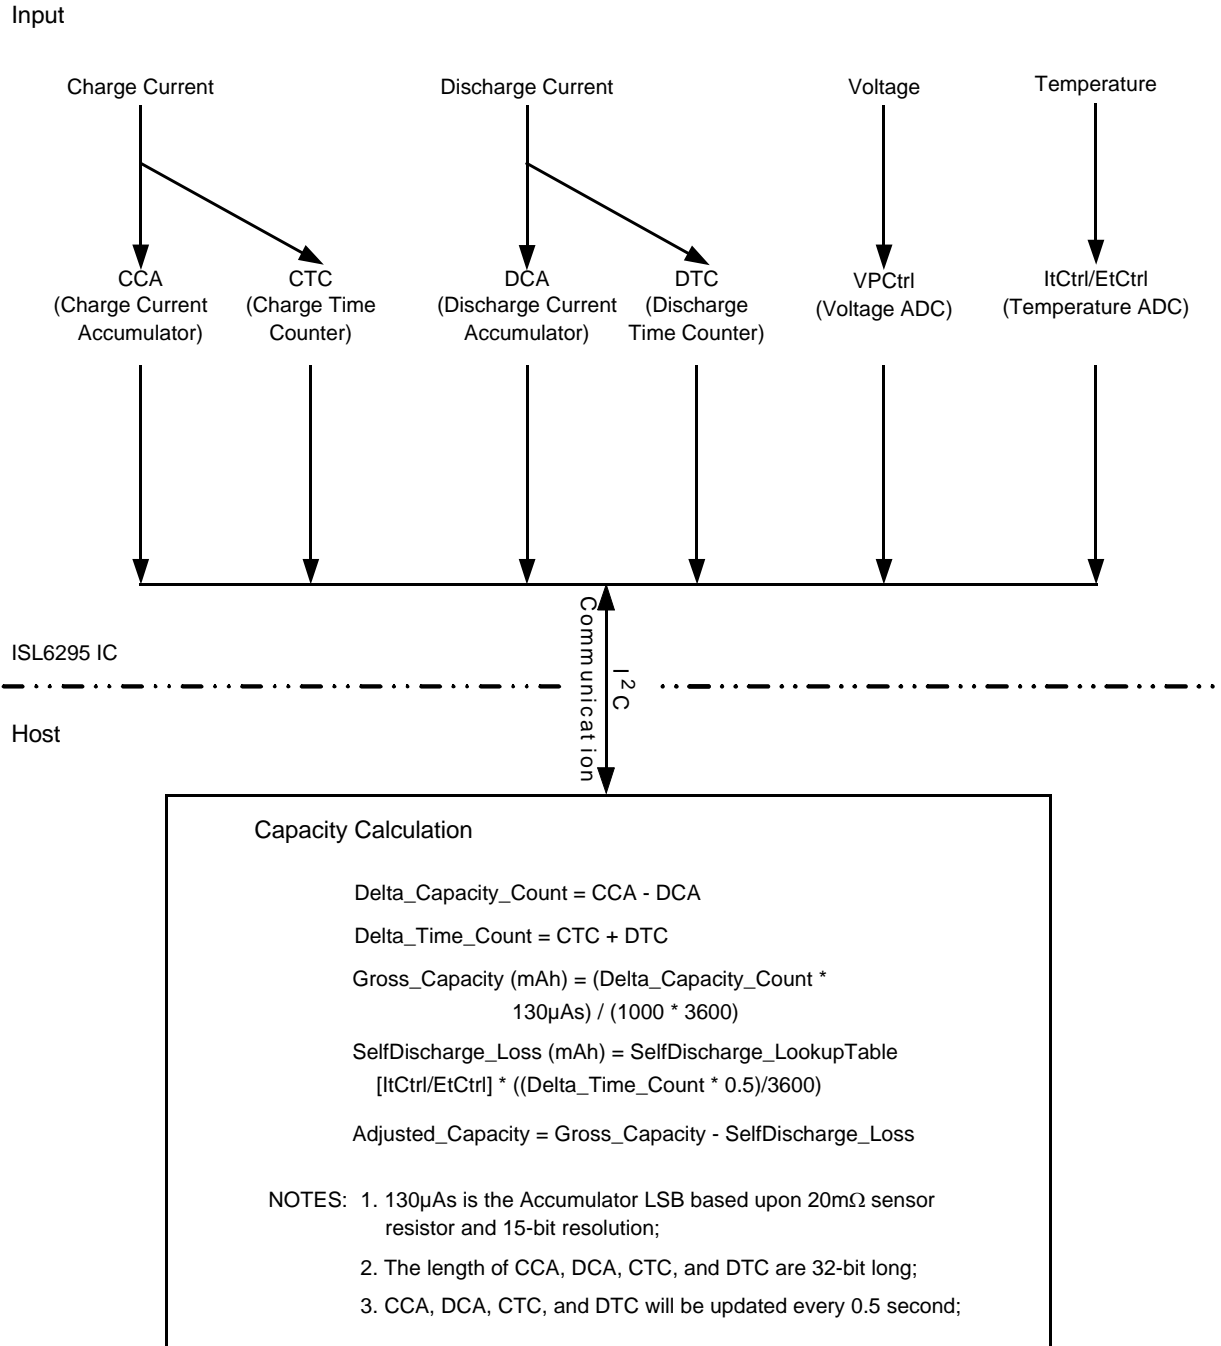 Input
Charge Current
Discharge Current
Voltage
Temperature
CCA
(Charge Current
Accumulator)
CTC
(Charge Time
Counter)
DCA
(Discharge Current
Accumulator)
DTC
(Discharge
Time Counter)
VPCtrl
(Voltage ADC)
ItCtrl/EtCtrl
(Temperature ADC)
I2C
Communication
ISL6295 IC
Host
Capacity Calculation
Delta_Capacity_Count = CCA - DCA
Delta_Time_Count = CTC + DTC
Gross_Capacity (mAh) = (Delta_Capacity_Count *
130µAs) / (1000 * 3600)
SelfDischarge_Loss (mAh) = SelfDischarge_LookupTable
[ItCtrl/EtCtrl] * ((Delta_Time_Count * 0.5)/3600)
Adjusted_Capacity = Gross_Capacity - SelfDischarge_Loss
NOTES: 1. 130µAs is the Accumulator LSB based upon 20mΩ sensor
resistor and 15-bit resolution;
2. The length of CCA, DCA, CTC, and DTC are 32-bit long;
3. CCA, DCA, CTC, and DTC will be updated every 0.5 second;